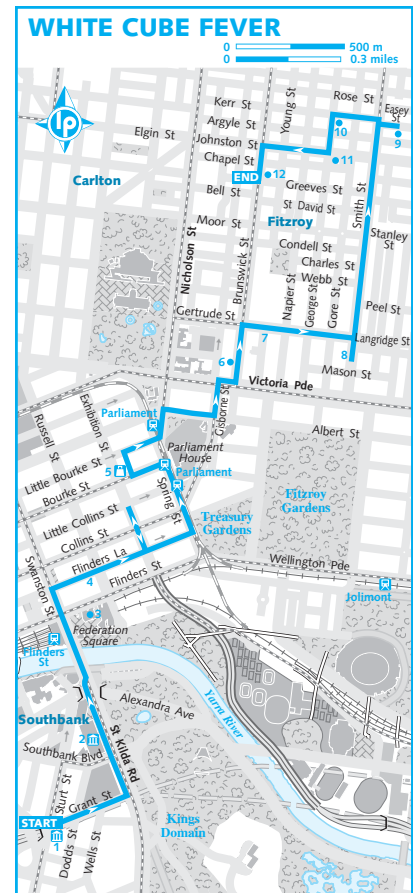 WHITE CUBE FEVER
0 500 m
0 0.3 miles
lp
Kerr St
Young St
Rose St
Easey St
Argyle St
10
9
Elgin St
Johnston St
Chapel St
11
END
12
Carlton
Bell St
Greeves St
St David St
Smith St
Nicholson St
Moor St
Fitzroy
Stanley St
Brunswick St
Condell St
Charles St
Webb St
Napier St
George St
Gore St
Peel St
Gertrude St
7
Langridge St
8
6
Mason St
Victoria Pde
Gisborne St
Exhibition St
Russell St
Parliament
Albert St
Parliament House
Little Bourke St
5
Parliament
Bourke St
Spring St
Fitzroy Gardens
Little Collins St
Treasury Gardens
Collins St
Flinders La
Wellington Pde
4
Flinders St
Swanston St
Jolimont
3
Federation Square
Flinders St
Yarra River
Alexandra Ave
Southbank
St Kilda Rd
2
Southbank Blvd
Sturt St
Grant St
START
Kings Domain
1
Dodds St
Wells St